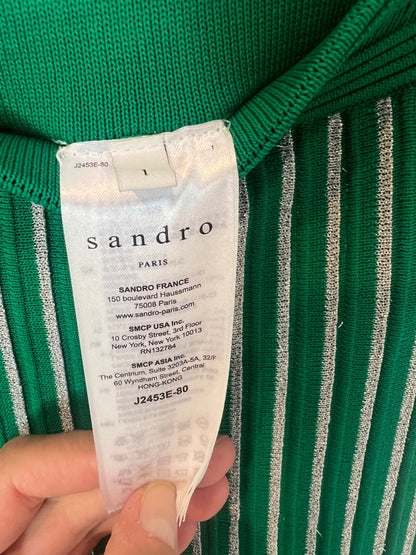 J2453E-80
1
1
sandro
PARIS
SANDRO FRANCE
150 boulevard Haussmann
75008 Paris
www.sandro-paris.com
SMCP USA Inc.
10 Crosby Street, 3rd Floor
New York, New York 10013
RN132784
SMCP ASIA Inc.
The Centrium, Suite 3203A-5A, 32/F
60 Wyndham Street, Central
HONG-KONG
J2453E-80